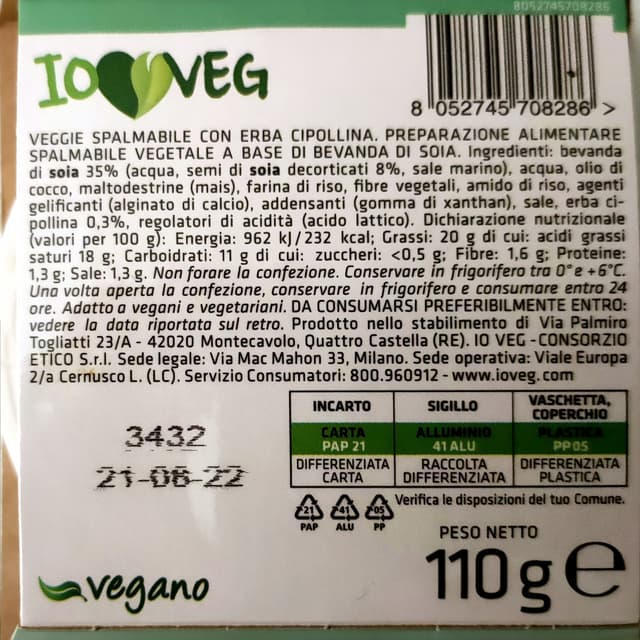 8052745708286
IO VEG
8 052745 708286 >
VEGGIE SPALMABILE CON ERBA CIPOLLINA. PREPARAZIONE ALIMENTARE
SPALMABILE VEGETALE A BASE DI BEVANDA DI SOIA. Ingredienti: bevanda
di soia 35% (acqua, semi di soia decorticati 8%, sale marino), acqua, olio di
cocco, maltodestrine (mais), farina di riso, fibre vegetali, amido di riso, agenti
gelificanti (alginato di calcio), addensanti (gomma di xanthan), sale, erba ci-
pollina 0,3%, regolatori di acidità (acido lattico). Dichiarazione nutrizionale
(valori per 100 g): Energia: 962 kJ/232 kcal; Grassi: 20 g di cui: acidi grassi
saturi 18 g; Carboidrati: 11 g di cui: zuccheri: <0,5 g; Fibre: 1,6 g; Proteine:
1,3 g; Sale: 1,3 g. Non forare la confezione. Conservare in frigorifero tra 0° e +6°C.
Una volta aperta la confezione, conservare in frigorifero e consumare entro 24
ore. Adatto a vegani e vegetariani. DA CONSUMARSI PREFERIBILMENTE ENTRO:
vedere la data riportata sul retro. Prodotto nello stabilimento di Via Palmiro
Togliatti 23/A - 42020 Montecavolo, Quattro Castella (RE). IO VEG - CONSORZIO
ETICO S.r.l. Sede legale: Via Mac Mahon 33, Milano. Sede operativa: Viale Europa
2/a Cernusco L. (LC). Servizio Consumatori: 800.960912 - www.ioveg.com
INCARTO SIGILLO VASCHETTA,
COPERCHIO
CARTA ALLUMINIO PLASTICA
PAP 21 41 ALU PP05
DIFFERENZIATA RACCOLTA DIFFERENZIATA
CARTA DIFFERENZIATA PLASTICA
3432
21-06-22
Verifica le disposizioni del tuo Comune.
21 41 05
PAP ALU PP
PESO NETTO
110g e
vegano